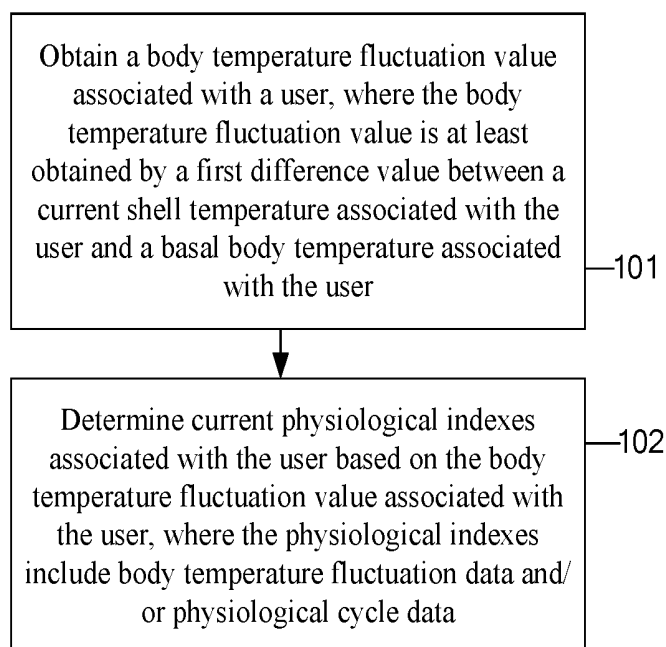 Obtain a body temperature fluctuation value
associated with a user, where the body
temperature fluctuation value is at least
obtained by a first difference value between a
current shell temperature associated with the
user and a basal body temperature associated
with the user
101
Determine current physiological indexes
associated with the user based on the body
temperature fluctuation value associated with
the user, where the physiological indexes
include body temperature fluctuation data and/
or physiological cycle data
102